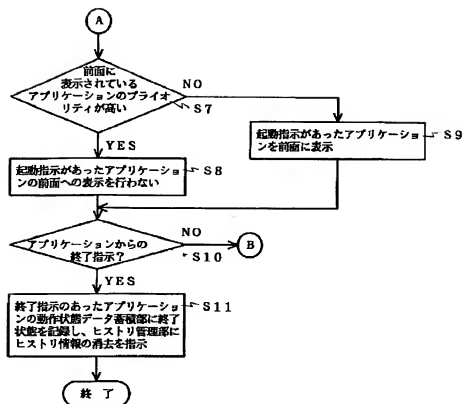 A
前面に
表示されている
アプリケーションのプライオ
リティが高い
NO
S7
YES
起動指示があったアプリケーショ
ンを前面に表示
S9
起動指示があったアプリケーショ
ンの前面への表示を行わない
S8
アプリケーションからの
終了指示?
NO
B
S10
YES
終了指示のあったアプリケーション
の動作状態データ蓄積部に終了
状態を記録し、ヒストリ管理部に
ヒストリ情報の消去を指示
S11
終 了